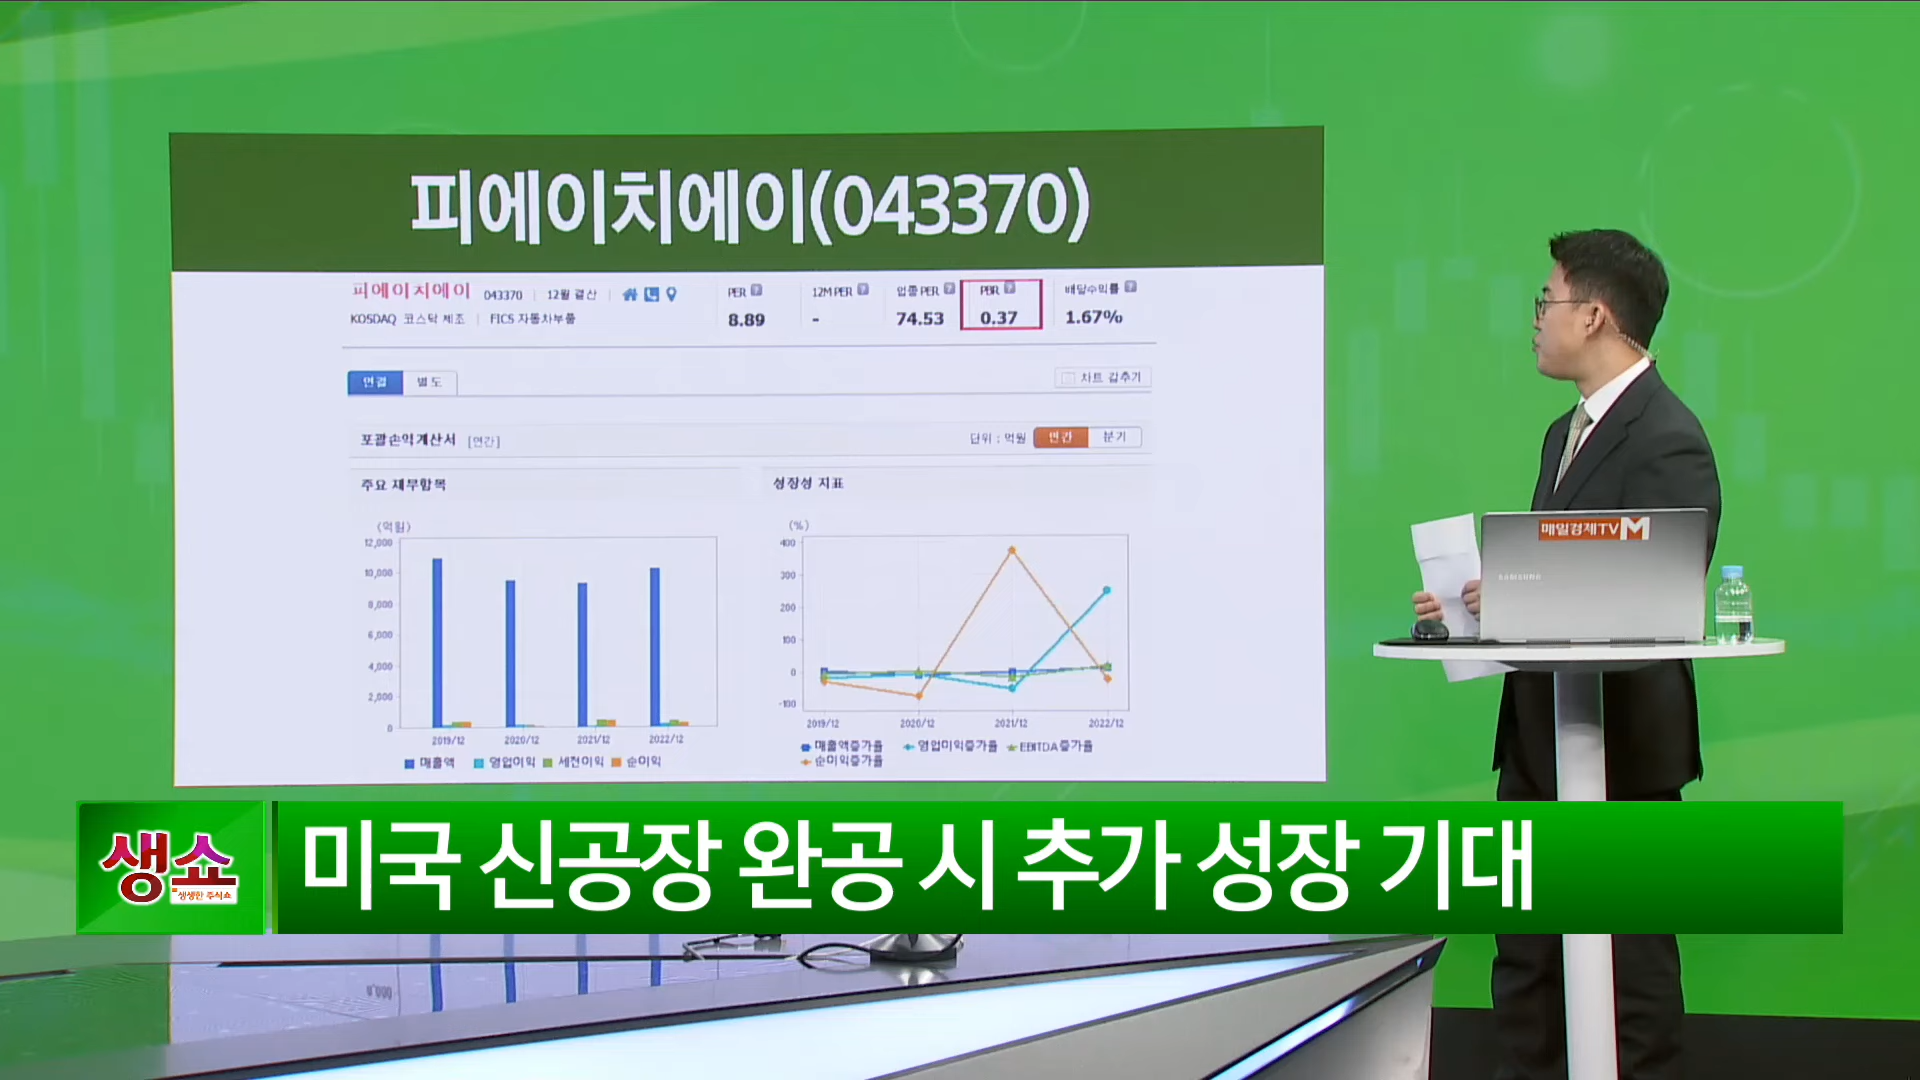 피에이치에이(043370)
피에이치에이 043370 12월 결산
KOSDAQ 코스닥 제조 FICS 자동차부품
PER 8.89
12M PER -
업종 PER 74.53
PBR 0.37
배당수익률 1.67%
연결 별도
차트 감추기
포괄손익계산서 [연간]
단위 : 억원 연간 분기
주요 재무항목
(억원)
12,000
10,000
8,000
6,000
4,000
2,000
0
2019/12 2020/12 2021/12 2022/12
매출액 영업이익 세전이익 순이익
성장성 지표
(%)
400
300
200
100
0
-100
2019/12 2020/12 2021/12 2022/12
매출액증가율 영업이익증가율 EBITDA증가율
순이익증가율
매일경제TV M
SAMSUNG
생쇼
생생한 주식쇼
미국 신공장 완공 시 추가 성장 기대